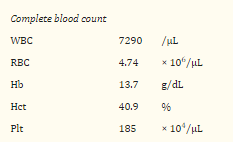 Complete blood count
WBC 7290 /μL
RBC 4.74 × 10⁶/μL
Hb 13.7 g/dL
Hct 40.9 %
Plt 185 × 10⁴/μL